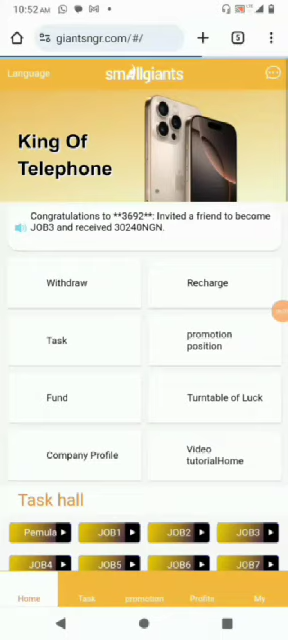 10:52 AM
giantsngr.com/#/
5
Language
smallgiants
King Of
Telephone
Congratulations to **3692**: Invited a friend to become
JOB3 and received 30240NGN.
Withdraw
Recharge
Task
promotion
position
Fund
Turntable of Luck
Company Profile
Video
tutorialHome
Task hall
Pemula
JOB1
JOB2
JOB3
JOB4
JOB5
JOB6
JOB7
Home
Task
promotion
Profite
My